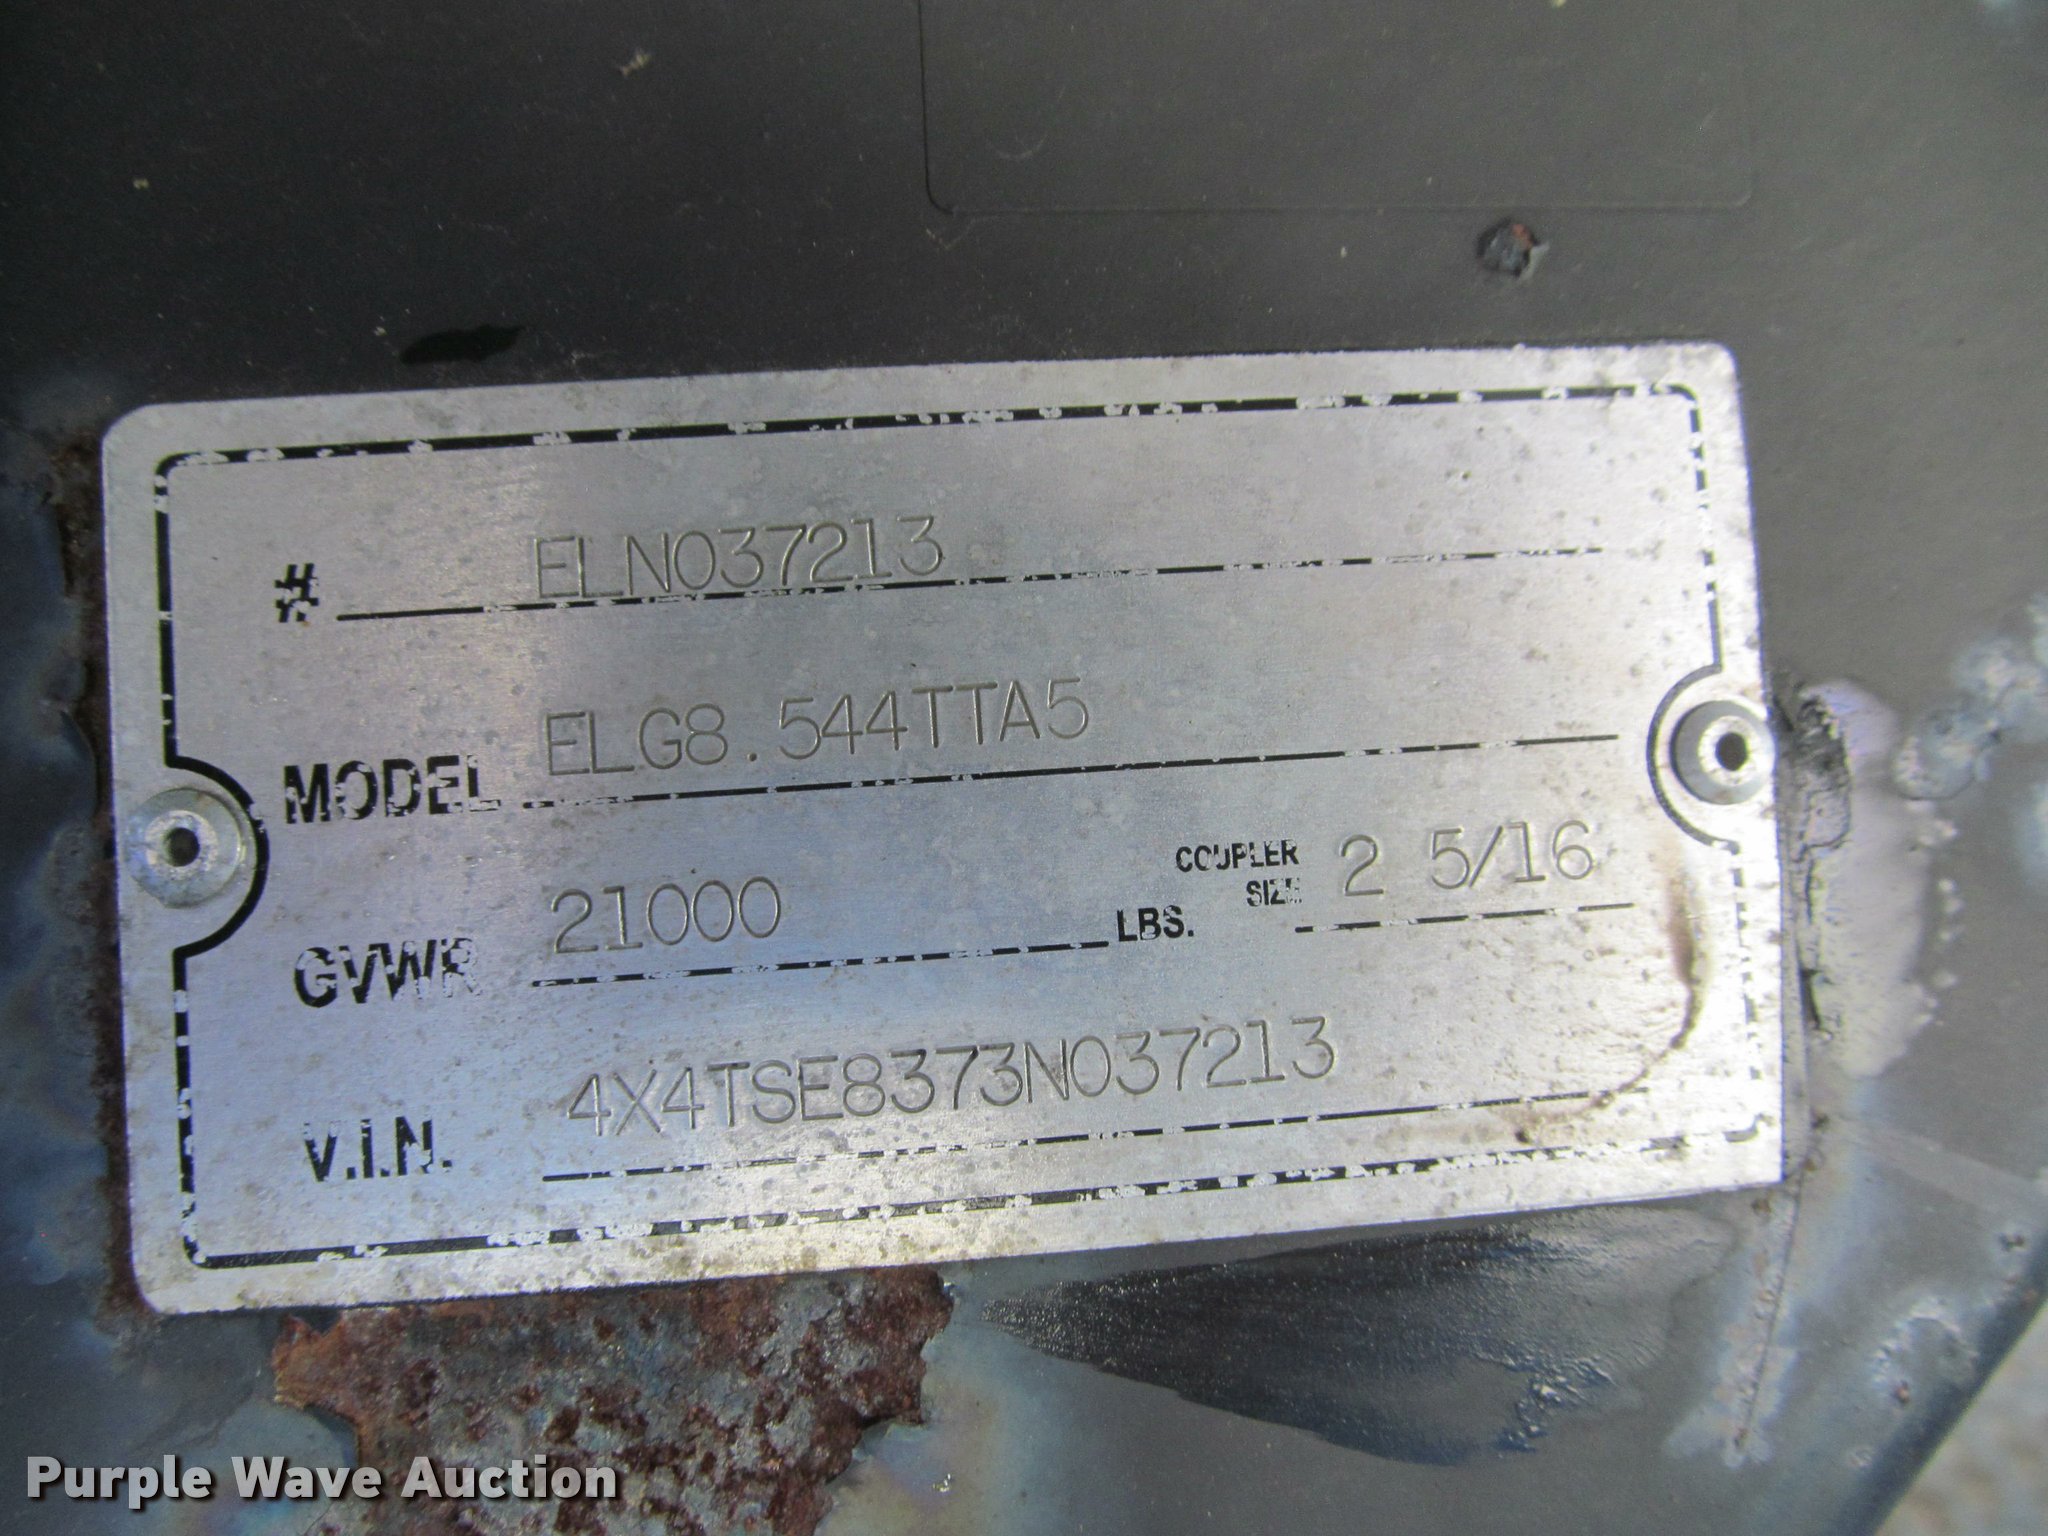 # ELN037213
MODEL ELG8.544TTA5
GVWR 21000 LBS. COUPLER SIZE 2 5/16
V.I.N. 4X4TSE8373N037213
Purple Wave Auction